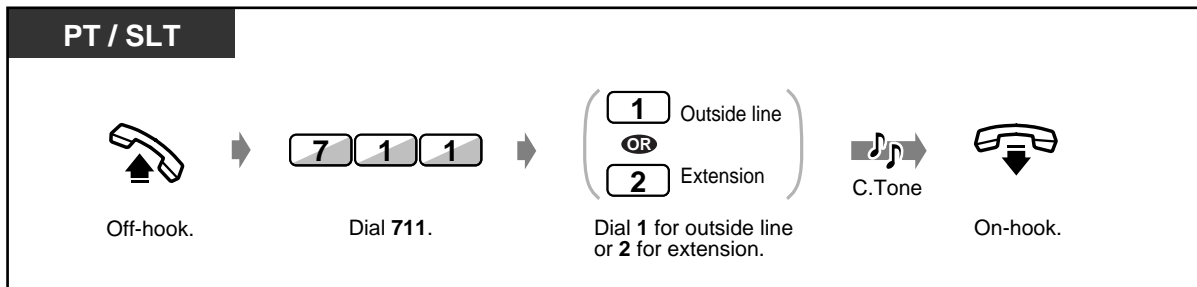 PT / SLT
7 1 1
1 Outside line
OR
2 Extension
C.Tone
Off-hook.
Dial 711.
Dial 1 for outside line
or 2 for extension.
On-hook.